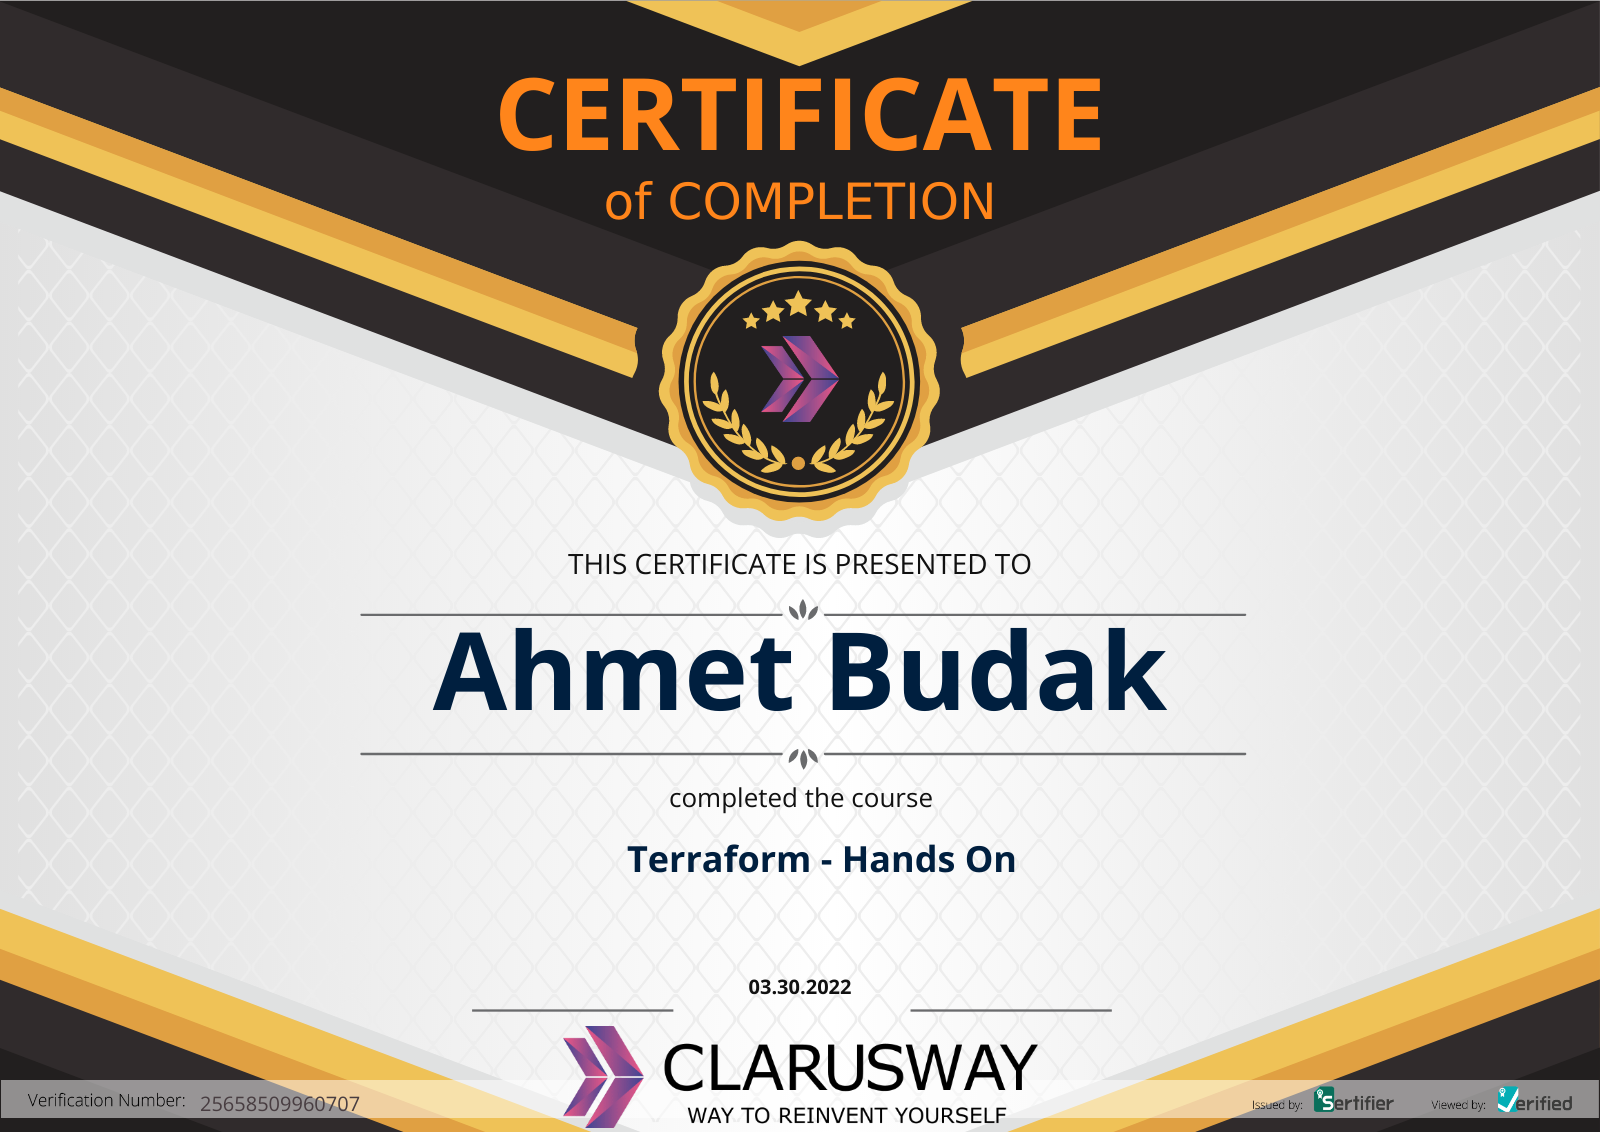 CERTIFICATE
of COMPLETION
THIS CERTIFICATE IS PRESENTED TO
Ahmet Budak
completed the course
Terraform - Hands On
03.30.2022
CLARUSWAY
WAY TO REINVENT YOURSELF
Verification Number: 25658509960707
Issued by: Sertifier
Viewed by: Verified